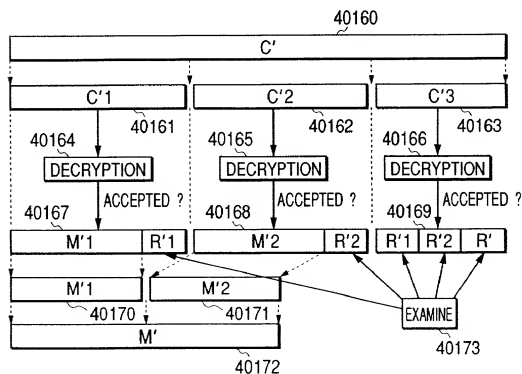 40160
C'
C'1 C'2 C'3
40161 40162 40163
40164 40165 40166
DECRYPTION DECRYPTION DECRYPTION
ACCEPTED ? ACCEPTED ? ACCEPTED ?
40167 40168 40169
M'1 R'1 M'2 R'2 R'1 R'2 R'
M'1 M'2 EXAMINE
40170 40171 40173
M'
40172